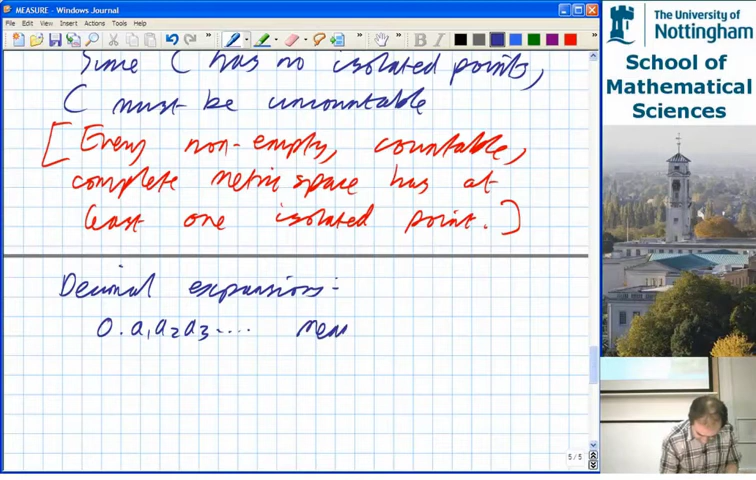 MEASURE - Windows Journal
File Edit View Insert Actions Tools Help
B I
Since C has no isolated points,
C must be uncountable
[Every non-empty, countable,
complete metric space has at
least one isolated point.]
Decimal expansions:
0.a₁a₂a₃.... mean
5/5
The University of
Nottingham
School of
Mathematical
Sciences